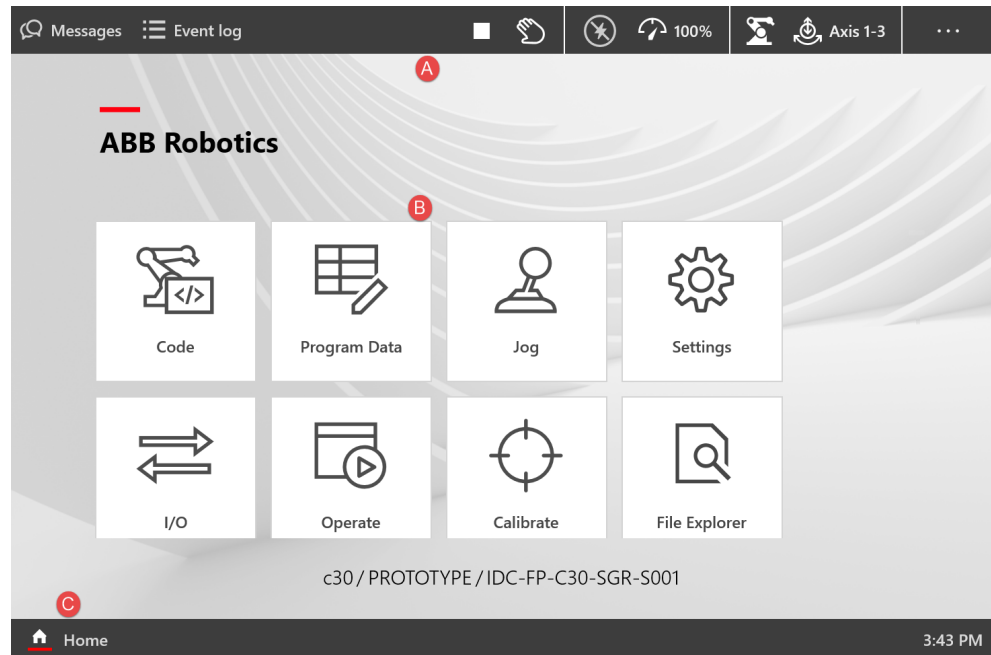 Messages Event log 100% Axis 1-3 ...
A
ABB Robotics
B
</>
Code Program Data Jog Settings
I/O Operate Calibrate File Explorer
c30 / PROTOTYPE / IDC-FP-C30-SGR-S001
C
Home 3:43 PM